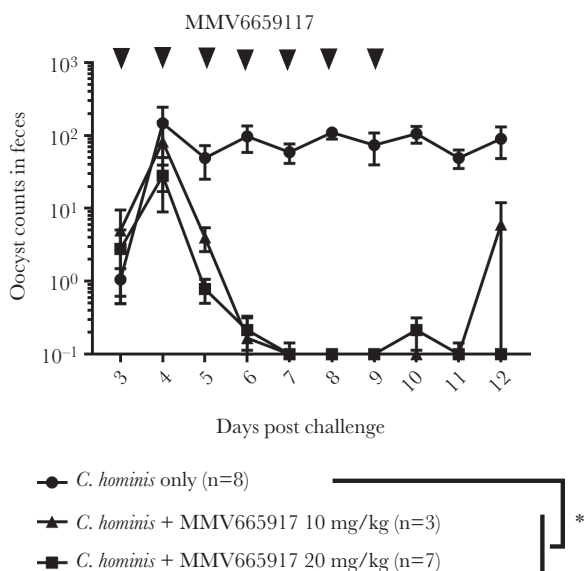 MMV6659117
10³
10²
10¹
10⁰
10⁻¹
Oocyst counts in feces
3 4 5 6 7 8 9 10 11 12
Days post challenge
C. hominis only (n=8)
C. hominis + MMV665917 10 mg/kg (n=3)
C. hominis + MMV665917 20 mg/kg (n=7)
*